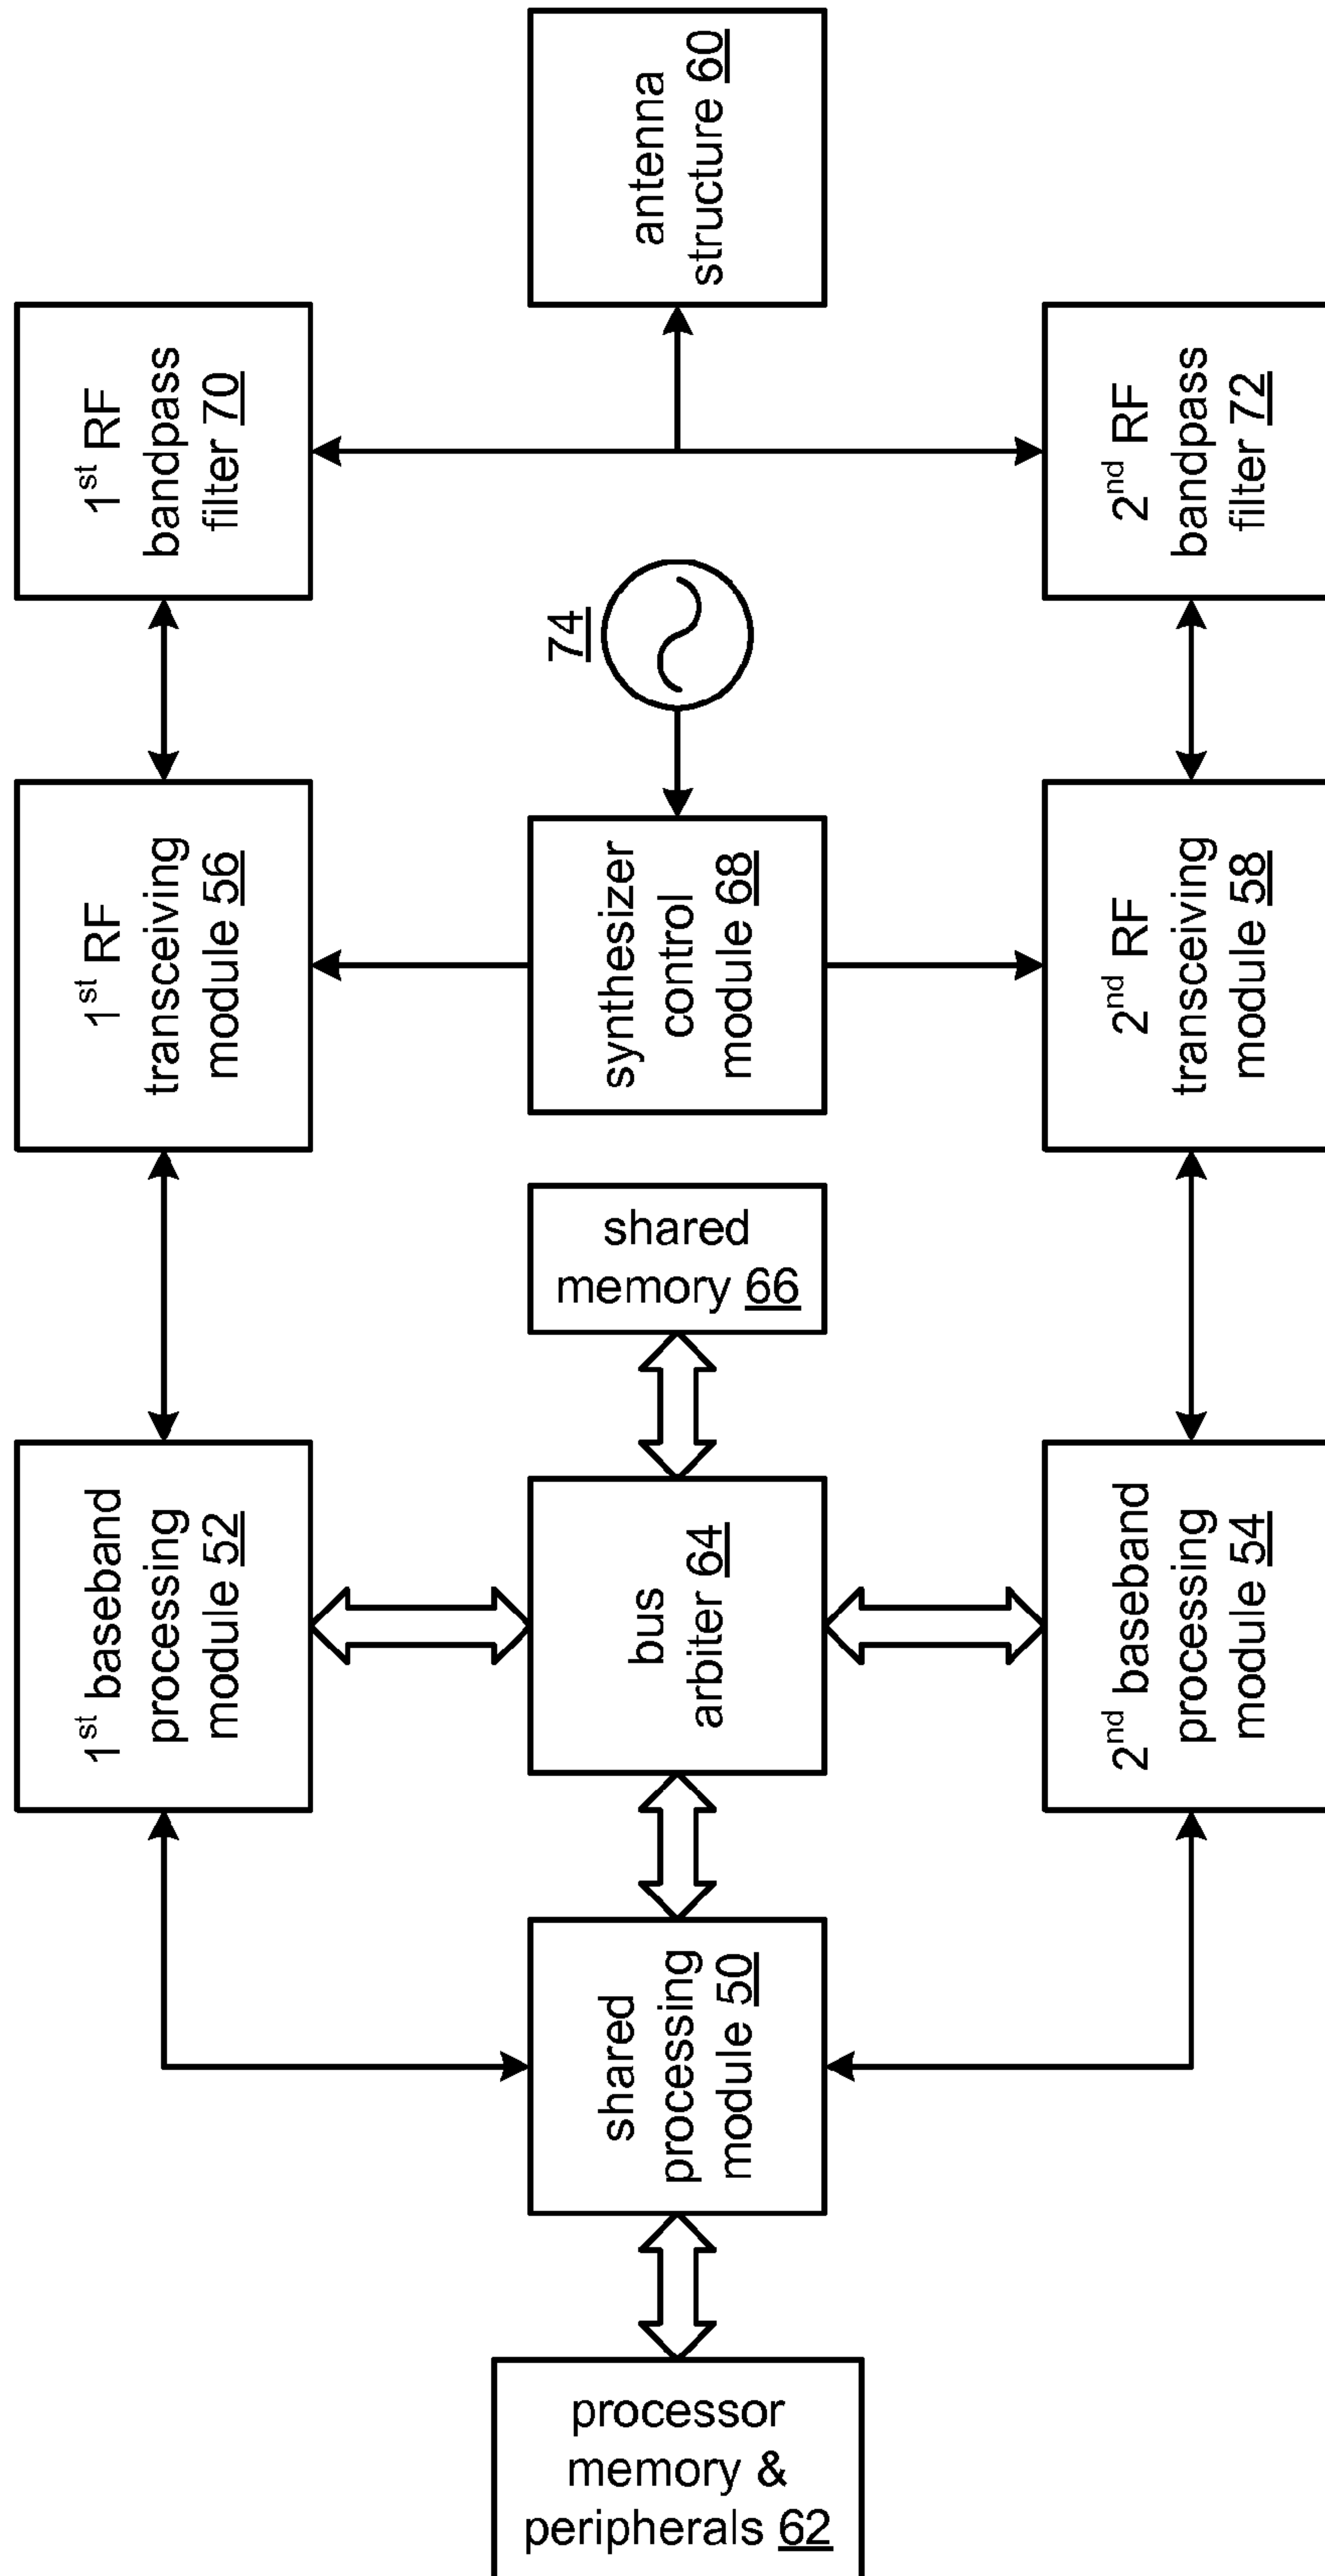 1st RF
bandpass
filter 70
antenna
structure 60
2nd RF
bandpass
filter 72
74
1st RF
transceiving
module 56
synthesizer
control
module 68
2nd RF
transceiving
module 58
shared
memory 66
1st baseband
processing
module 52
bus
arbiter 64
2nd baseband
processing
module 54
shared
processing
module 50
processor
memory &
peripherals 62